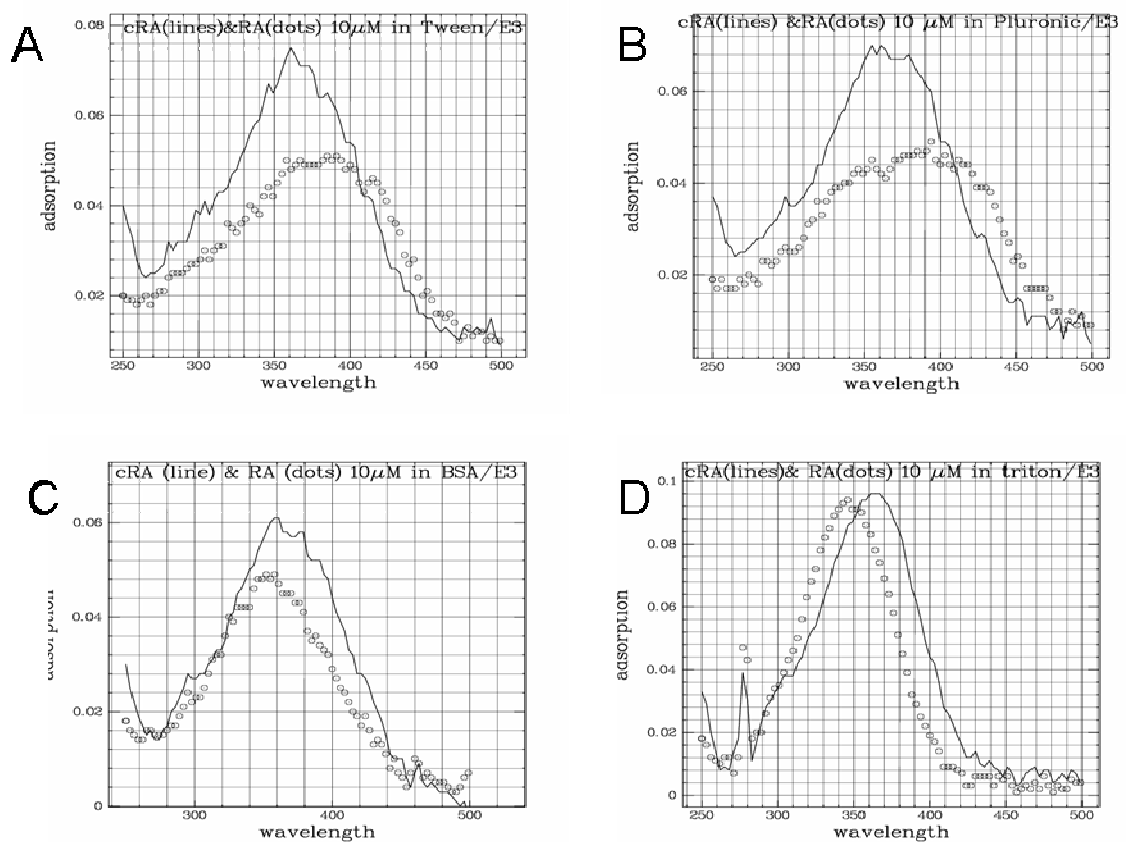 A
cRA(lines)&RA(dots) 10μM in Tween/E3
0.08
0.06
0.04
0.02
adsorption
250 300 350 400 450 500
wavelength
B
cRA(lines) &RA(dots) 10 μM in Pluronic/E3
0.06
0.04
0.02
adsorption
250 300 350 400 450 500
wavelength
C
cRA (line) & RA (dots) 10μM in BSA/E3
0.06
0.04
0.02
0
adsorption
300 400 500
wavelength
D
cRA(lines)& RA(dots) 10 μM in triton/E3
0.1
0.08
0.06
0.04
0.02
0
adsorption
250 300 350 400 450 500
wavelength